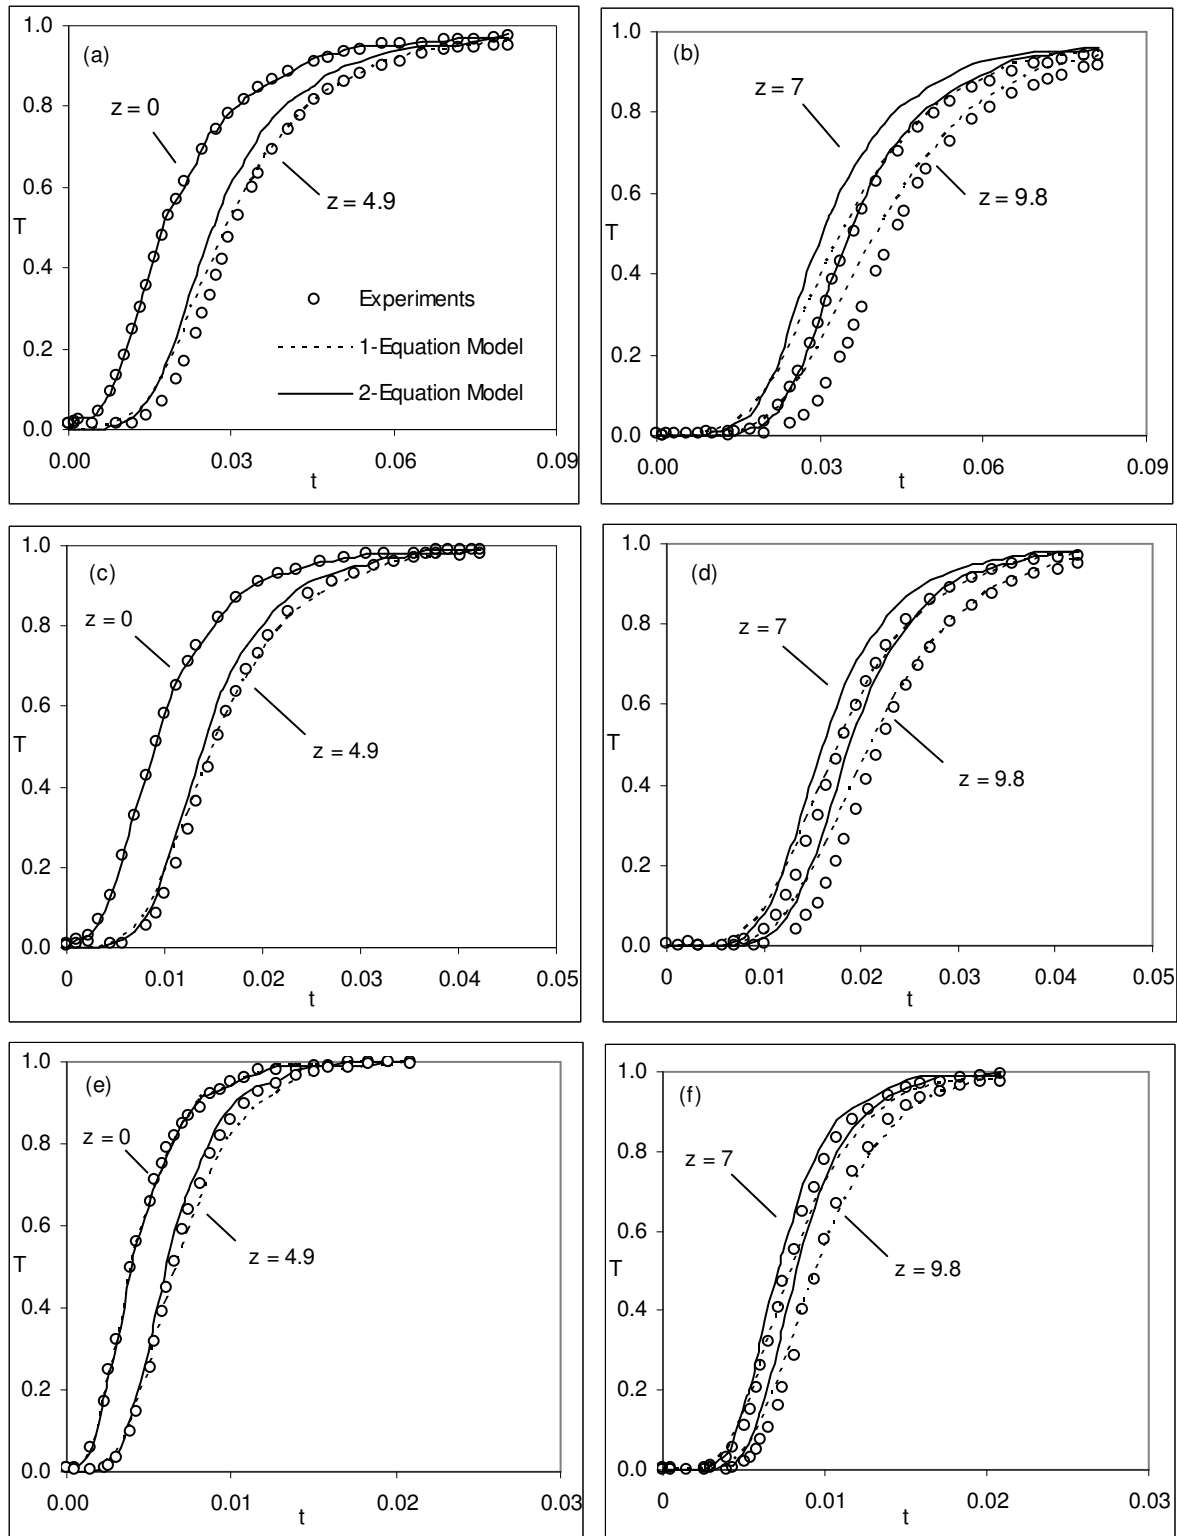 (a)
1.0
0.8
0.6
T
0.4
0.2
0.0
z = 0
z = 4.9
Experiments
1-Equation Model
2-Equation Model
0.00 0.03 0.06 0.09
t
(b)
1.0
0.8
0.6
T
0.4
0.2
0.0
z = 7
z = 9.8
0.00 0.03 0.06 0.09
t
(c)
1.0
0.8
0.6
T
0.4
0.2
0.0
z = 0
z = 4.9
0 0.01 0.02 0.03 0.04 0.05
t
(d)
1.0
0.8
0.6
T
0.4
0.2
0.0
z = 7
z = 9.8
0 0.01 0.02 0.03 0.04 0.05
t
(e)
1.0
0.8
0.6
T
0.4
0.2
0.0
z = 0
z = 4.9
0.00 0.01 0.02 0.03
t
(f)
1.0
0.8
0.6
T
0.4
0.2
0.0
z = 7
z = 9.8
0 0.01 0.02 0.03
t